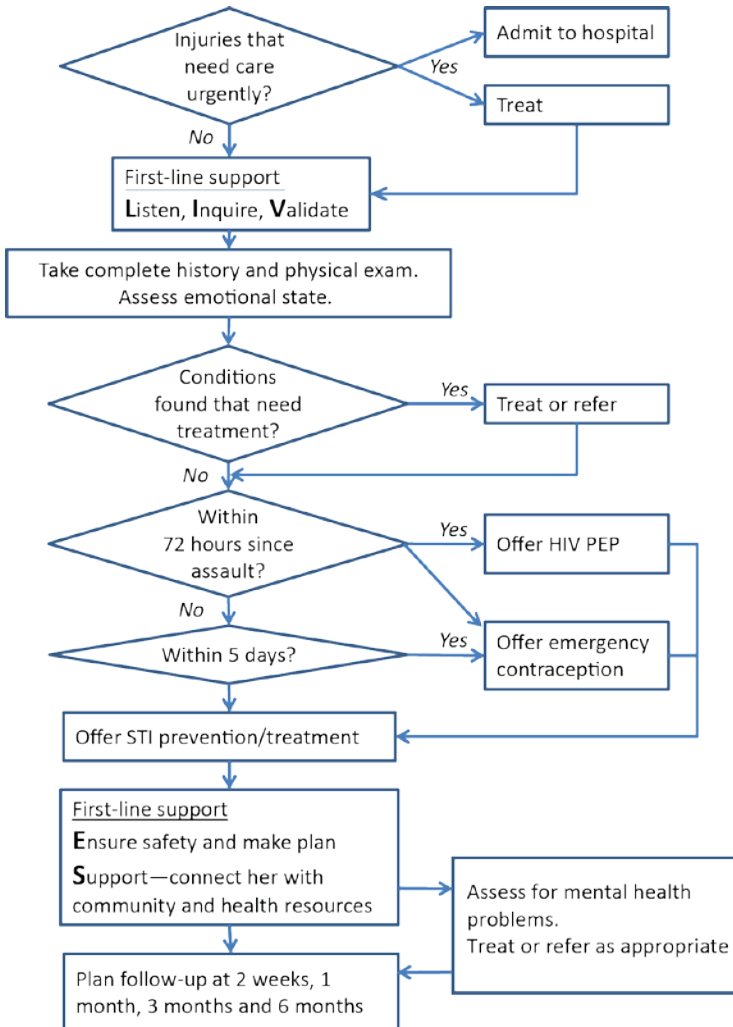 Injuries that
need care
urgently?
Yes
Admit to hospital
Treat
No
First-line support
Listen, Inquire, Validate
Take complete history and physical exam.
Assess emotional state.
Conditions
found that need
treatment?
Yes
Treat or refer
No
Within
72 hours since
assault?
Yes
Offer HIV PEP
No
Within 5 days?
Yes
Offer emergency
contraception
Offer STI prevention/treatment
First-line support
Ensure safety and make plan
Support—connect her with
community and health resources
Assess for mental health
problems.
Treat or refer as appropriate
Plan follow-up at 2 weeks, 1
month, 3 months and 6 months